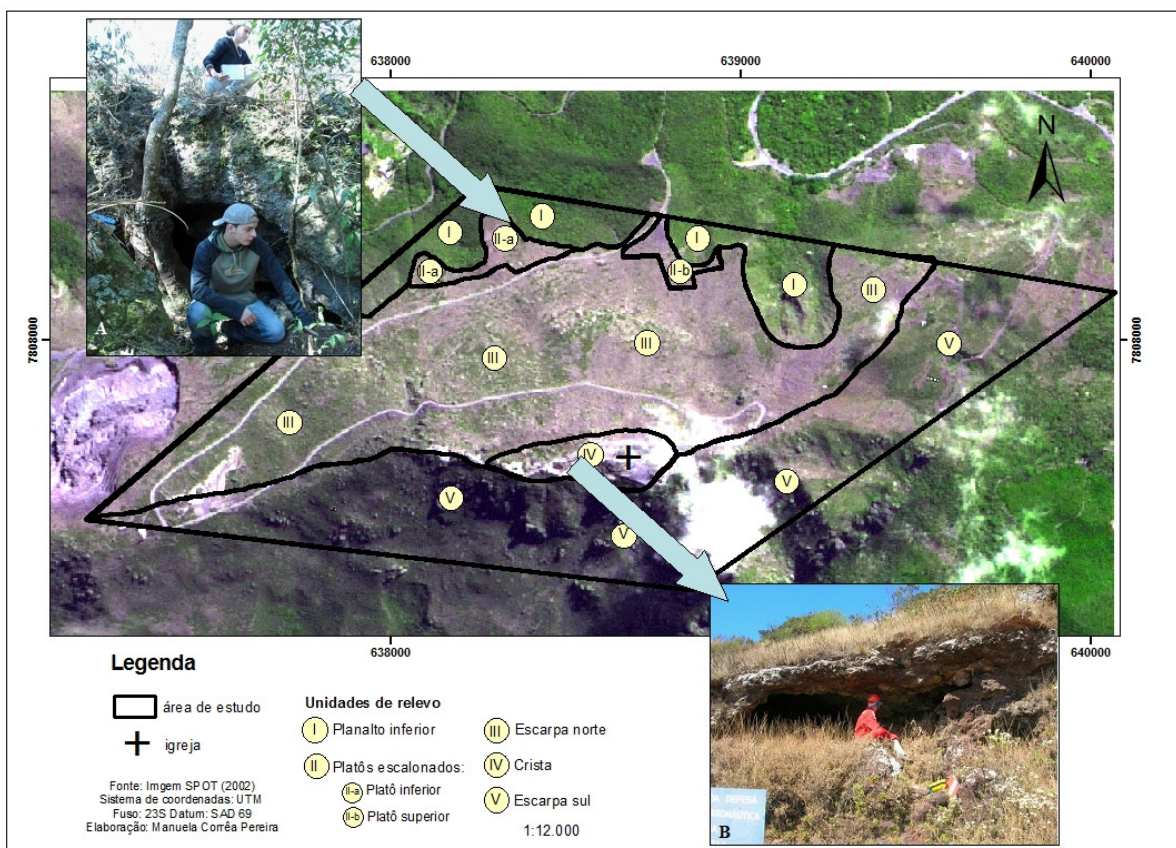 638000
639000
640000
N
A
I
I
I
II-a
II-a
II-b
I
III
7808000
7808000
III
III
V
III
IV
V
V
V
638000
640000
Legenda
área de estudo
igreja
Fonte: Imgem SPOT (2002)
Sistema de coordenadas: UTM
Fuso: 23S Datum: SAD 69
Elaboração: Manuela Corrêa Pereira
Unidades de relevo
I Planalto inferior
II Platôs escalonados:
II-a Platô inferior
II-b Platô superior
III Escarpa norte
IV Crista
V Escarpa sul
1:12.000
DA DEFESA
AERONÁUTICA
B